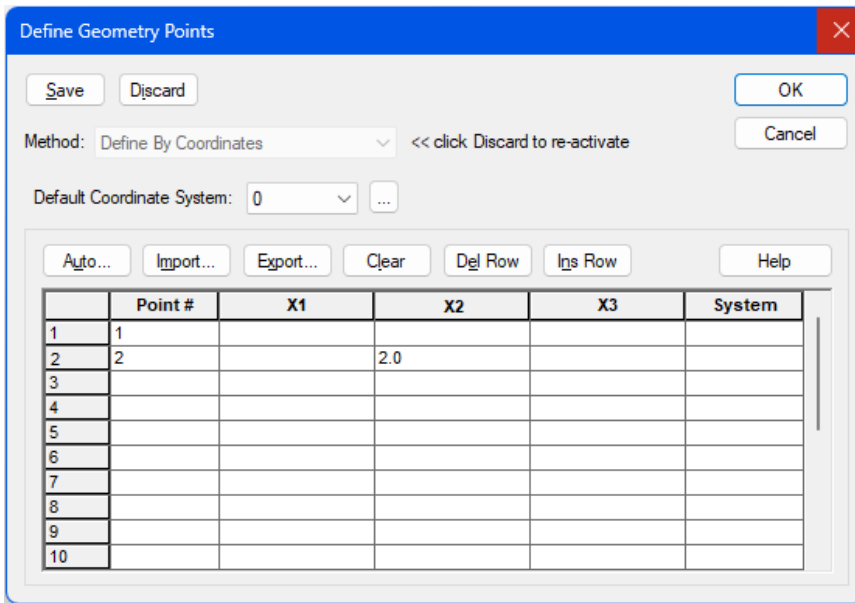 Define Geometry Points
Save Discard OK
Method: Define By Coordinates << click Discard to re-activate Cancel
Default Coordinate System: 0 ...
Auto... Import... Export... Clear Del Row Ins Row Help
Point # X1 X2 X3 System
1 1
2 2 2.0
3
4
5
6
7
8
9
10